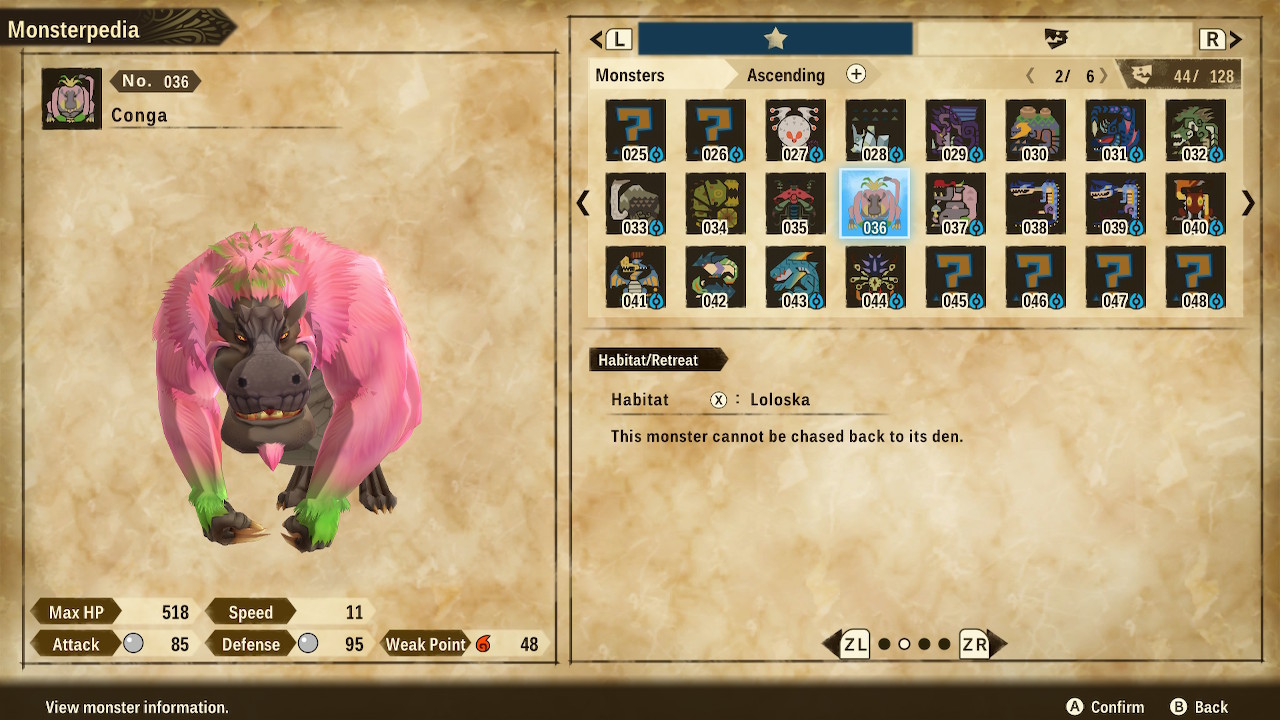 Monsterpedia
No. 036
Conga
Max HP 518 Speed 11
Attack 85 Defense 95 Weak Point 48
L R
Monsters Ascending + 2/ 6 44/ 128
025 026 027 028 029 030 031 032
033 034 035 036 037 038 039 040
041 042 043 044 045 046 047 048
Habitat/Retreat
Habitat X : Loloska
This monster cannot be chased back to its den.
ZL ZR
View monster information.
A Confirm B Back